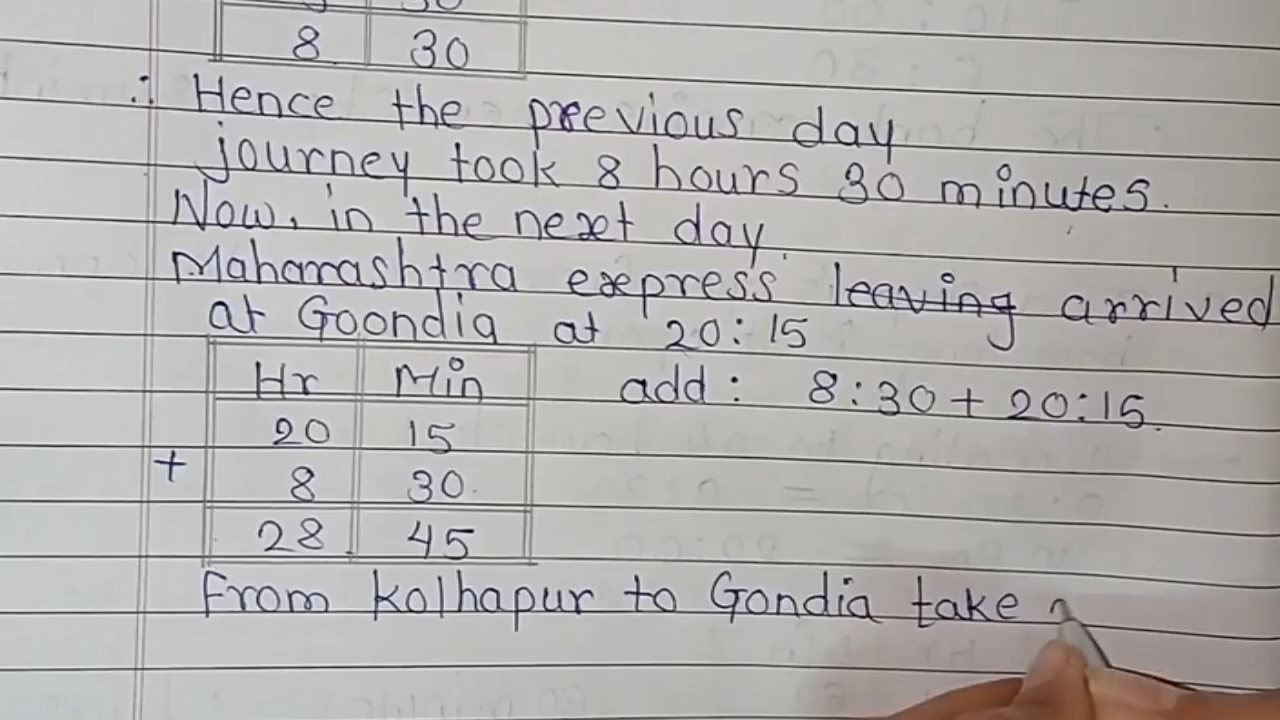 8 30
∴ Hence the previous day
journey took 8 hours 30 minutes.
Now, in the next day
Maharashtra express leaving arrived
at Goondia at 20:15
Hr Min add: 8:30 + 20:15.
20 15
+ 8 30
28 45
From Kolhapur to Gondia take